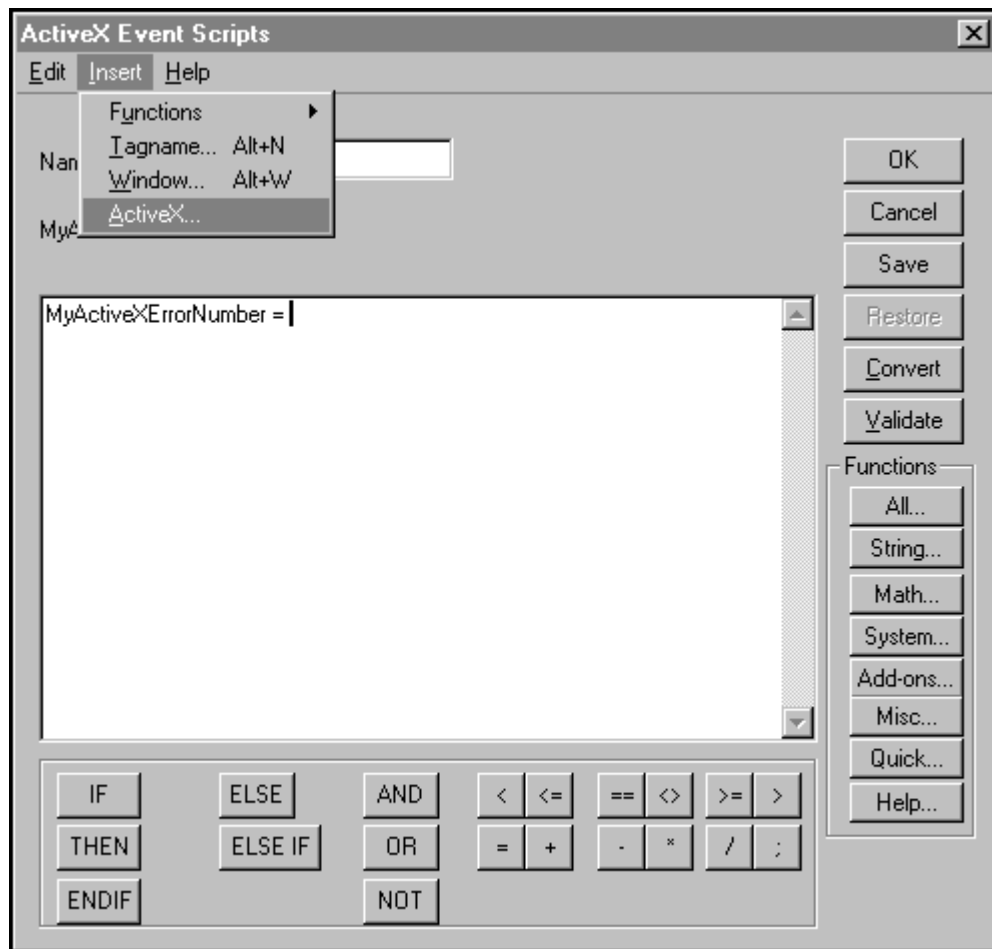 ActiveX Event Scripts
Edit Insert Help
Functions
Tagname... Alt+N
Window... Alt+W
ActiveX...
OK
Cancel
Save
Restore
Convert
Validate
MyActiveXErrorNumber =
Functions
All...
String...
Math...
System...
Add-ons...
Misc...
Quick...
Help...
IF ELSE AND < <= == <> >= >
THEN ELSE IF OR = + - * / ;
ENDIF NOT